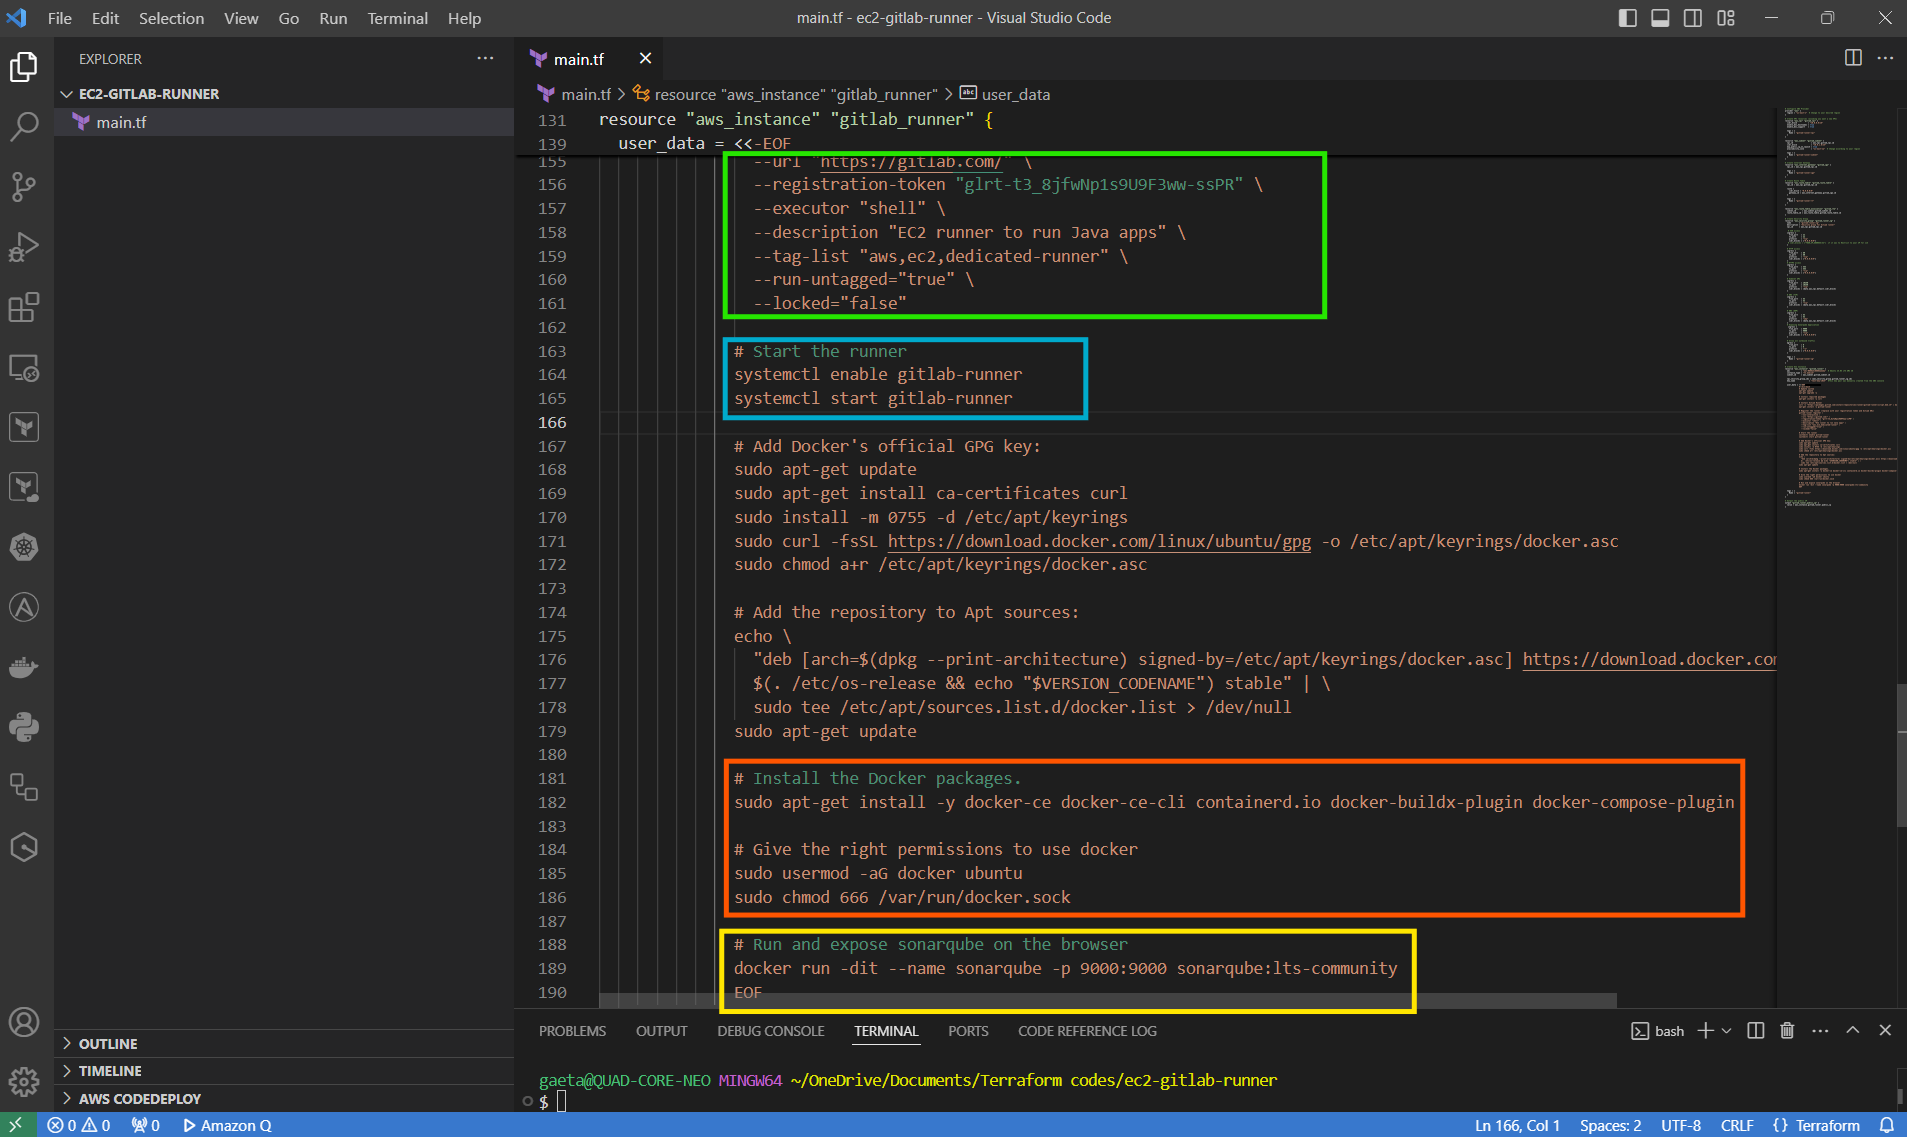 File Edit Selection View Go Run Terminal Help
main.tf - ec2-gitlab-runner - Visual Studio Code
EXPLORER
EC2-GITLAB-RUNNER
main.tf
main.tf
main.tf > resource "aws_instance" "gitlab_runner" > abc user_data
131 resource "aws_instance" "gitlab_runner" {
139 user_data = <<-EOF
155 --url "https://gitlab.com/" \
156 --registration-token "glrt-t3_8jfwNp1s9U9F3ww-ssPR" \
157 --executor "shell" \
158 --description "EC2 runner to run Java apps" \
159 --tag-list "aws,ec2,dedicated-runner" \
160 --run-untagged="true" \
161 --locked="false"
162
163 # Start the runner
164 systemctl enable gitlab-runner
165 systemctl start gitlab-runner
166
167 # Add Docker's official GPG key:
168 sudo apt-get update
169 sudo apt-get install ca-certificates curl
170 sudo install -m 0755 -d /etc/apt/keyrings
171 sudo curl -fsSL https://download.docker.com/linux/ubuntu/gpg -o /etc/apt/keyrings/docker.asc
172 sudo chmod a+r /etc/apt/keyrings/docker.asc
173
174 # Add the repository to Apt sources:
175 echo \
176 "deb [arch=$(dpkg --print-architecture) signed-by=/etc/apt/keyrings/docker.asc] https://download.docker.co
177 $(. /etc/os-release && echo "$VERSION_CODENAME") stable" | \
178 sudo tee /etc/apt/sources.list.d/docker.list > /dev/null
179 sudo apt-get update
180
181 # Install the Docker packages.
182 sudo apt-get install -y docker-ce docker-ce-cli containerd.io docker-buildx-plugin docker-compose-plugin
183
184 # Give the right permissions to use docker
185 sudo usermod -aG docker ubuntu
186 sudo chmod 666 /var/run/docker.sock
187
188 # Run and expose sonarqube on the browser
189 docker run -dit --name sonarqube -p 9000:9000 sonarqube:lts-community
190 EOF
OUTLINE
TIMELINE
AWS CODEDEPLOY
PROBLEMS OUTPUT DEBUG CONSOLE TERMINAL PORTS CODE REFERENCE LOG
bash
gaeta@QUAD-CORE-NEO MINGW64 ~/OneDrive/Documents/Terraform codes/ec2-gitlab-runner
$
0 0 0 Amazon Q
Ln 166, Col 1 Spaces: 2 UTF-8 CRLF {} Terraform